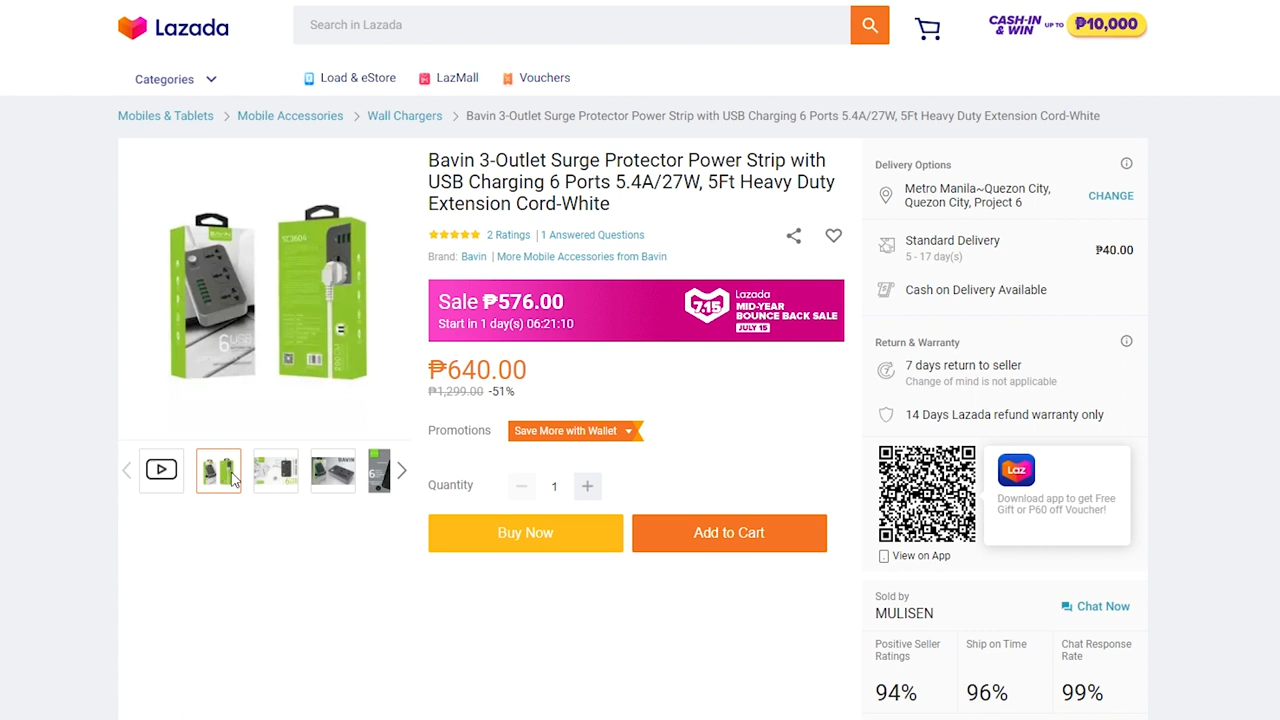 Lazada
Search in Lazada
CASH-IN & WIN UP TO ₱10,000
Categories
Load & eStore
LazMall
Vouchers
Mobiles & Tablets > Mobile Accessories > Wall Chargers > Bavin 3-Outlet Surge Protector Power Strip with USB Charging 6 Ports 5.4A/27W, 5Ft Heavy Duty Extension Cord-White
Bavin 3-Outlet Surge Protector Power Strip with
USB Charging 6 Ports 5.4A/27W, 5Ft Heavy Duty
Extension Cord-White
2 Ratings | 1 Answered Questions
Brand: Bavin | More Mobile Accessories from Bavin
Sale ₱576.00
Start in 1 day(s) 06:21:10
7.15
Lazada
MID-YEAR
BOUNCE BACK SALE
JULY 15
₱640.00
₱1,299.00 -51%
Promotions
Save More with Wallet
Quantity
1
Buy Now
Add to Cart
6 USB
Delivery Options
Metro Manila~Quezon City,
Quezon City, Project 6
CHANGE
Standard Delivery
₱40.00
5 - 17 day(s)
Cash on Delivery Available
Return & Warranty
7 days return to seller
Change of mind is not applicable
14 Days Lazada refund warranty only
Laz
Download app to get Free
Gift or P60 off Voucher!
View on App
Sold by
MULISEN
Chat Now
Positive Seller
Ratings
94%
Ship on Time
96%
Chat Response
Rate
99%